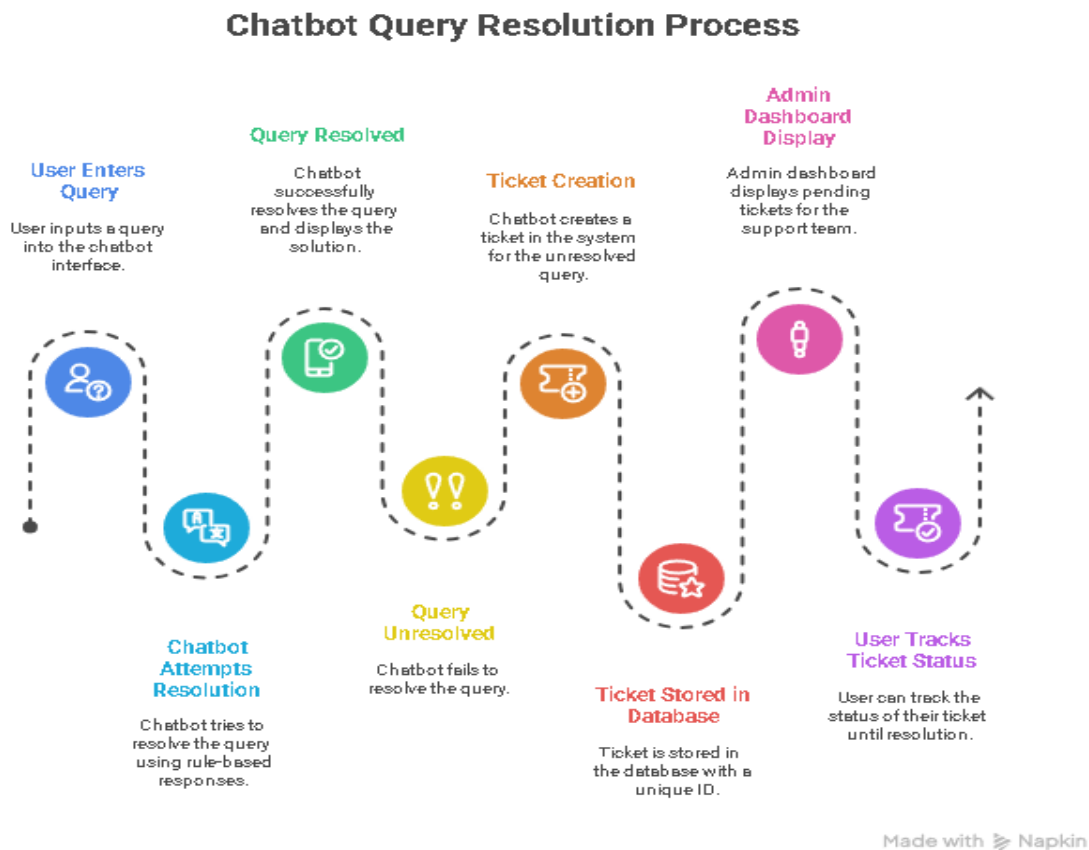 Chatbot Query Resolution Process
User Enters
Query
User inputs a query
into the chatbot
interface.
Chatbot
Attempts
Resolution
Chatbot tries to
resolve the query
using rule-based
responses.
Query Resolved
Chatbot
successfully
resolves the query
and displays the
solution.
Query
Unresolved
Chatbot fails to
resolve the query.
Ticket Creation
Chatbot creates a
ticket in the system
for the unresolved
query.
Ticket Stored in
Database
Ticket is stored in
the database with a
unique ID.
Admin
Dashboard
Display
Admin dashboard
displays pending
tickets for the
support team.
User Tracks
Ticket Status
User can track the
status of their ticket
until resolution.
Made with Napkin